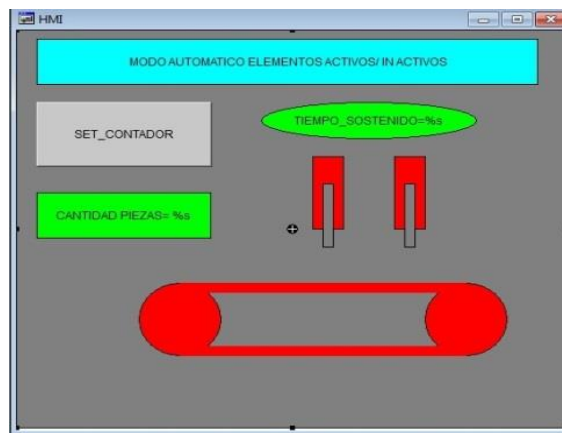 HMI
MODO AUTOMATICO ELEMENTOS ACTIVOS/ IN ACTIVOS
SET_CONTADOR
TIEMPO_SOSTENIDO=%s
CANTIDAD PIEZAS= %s